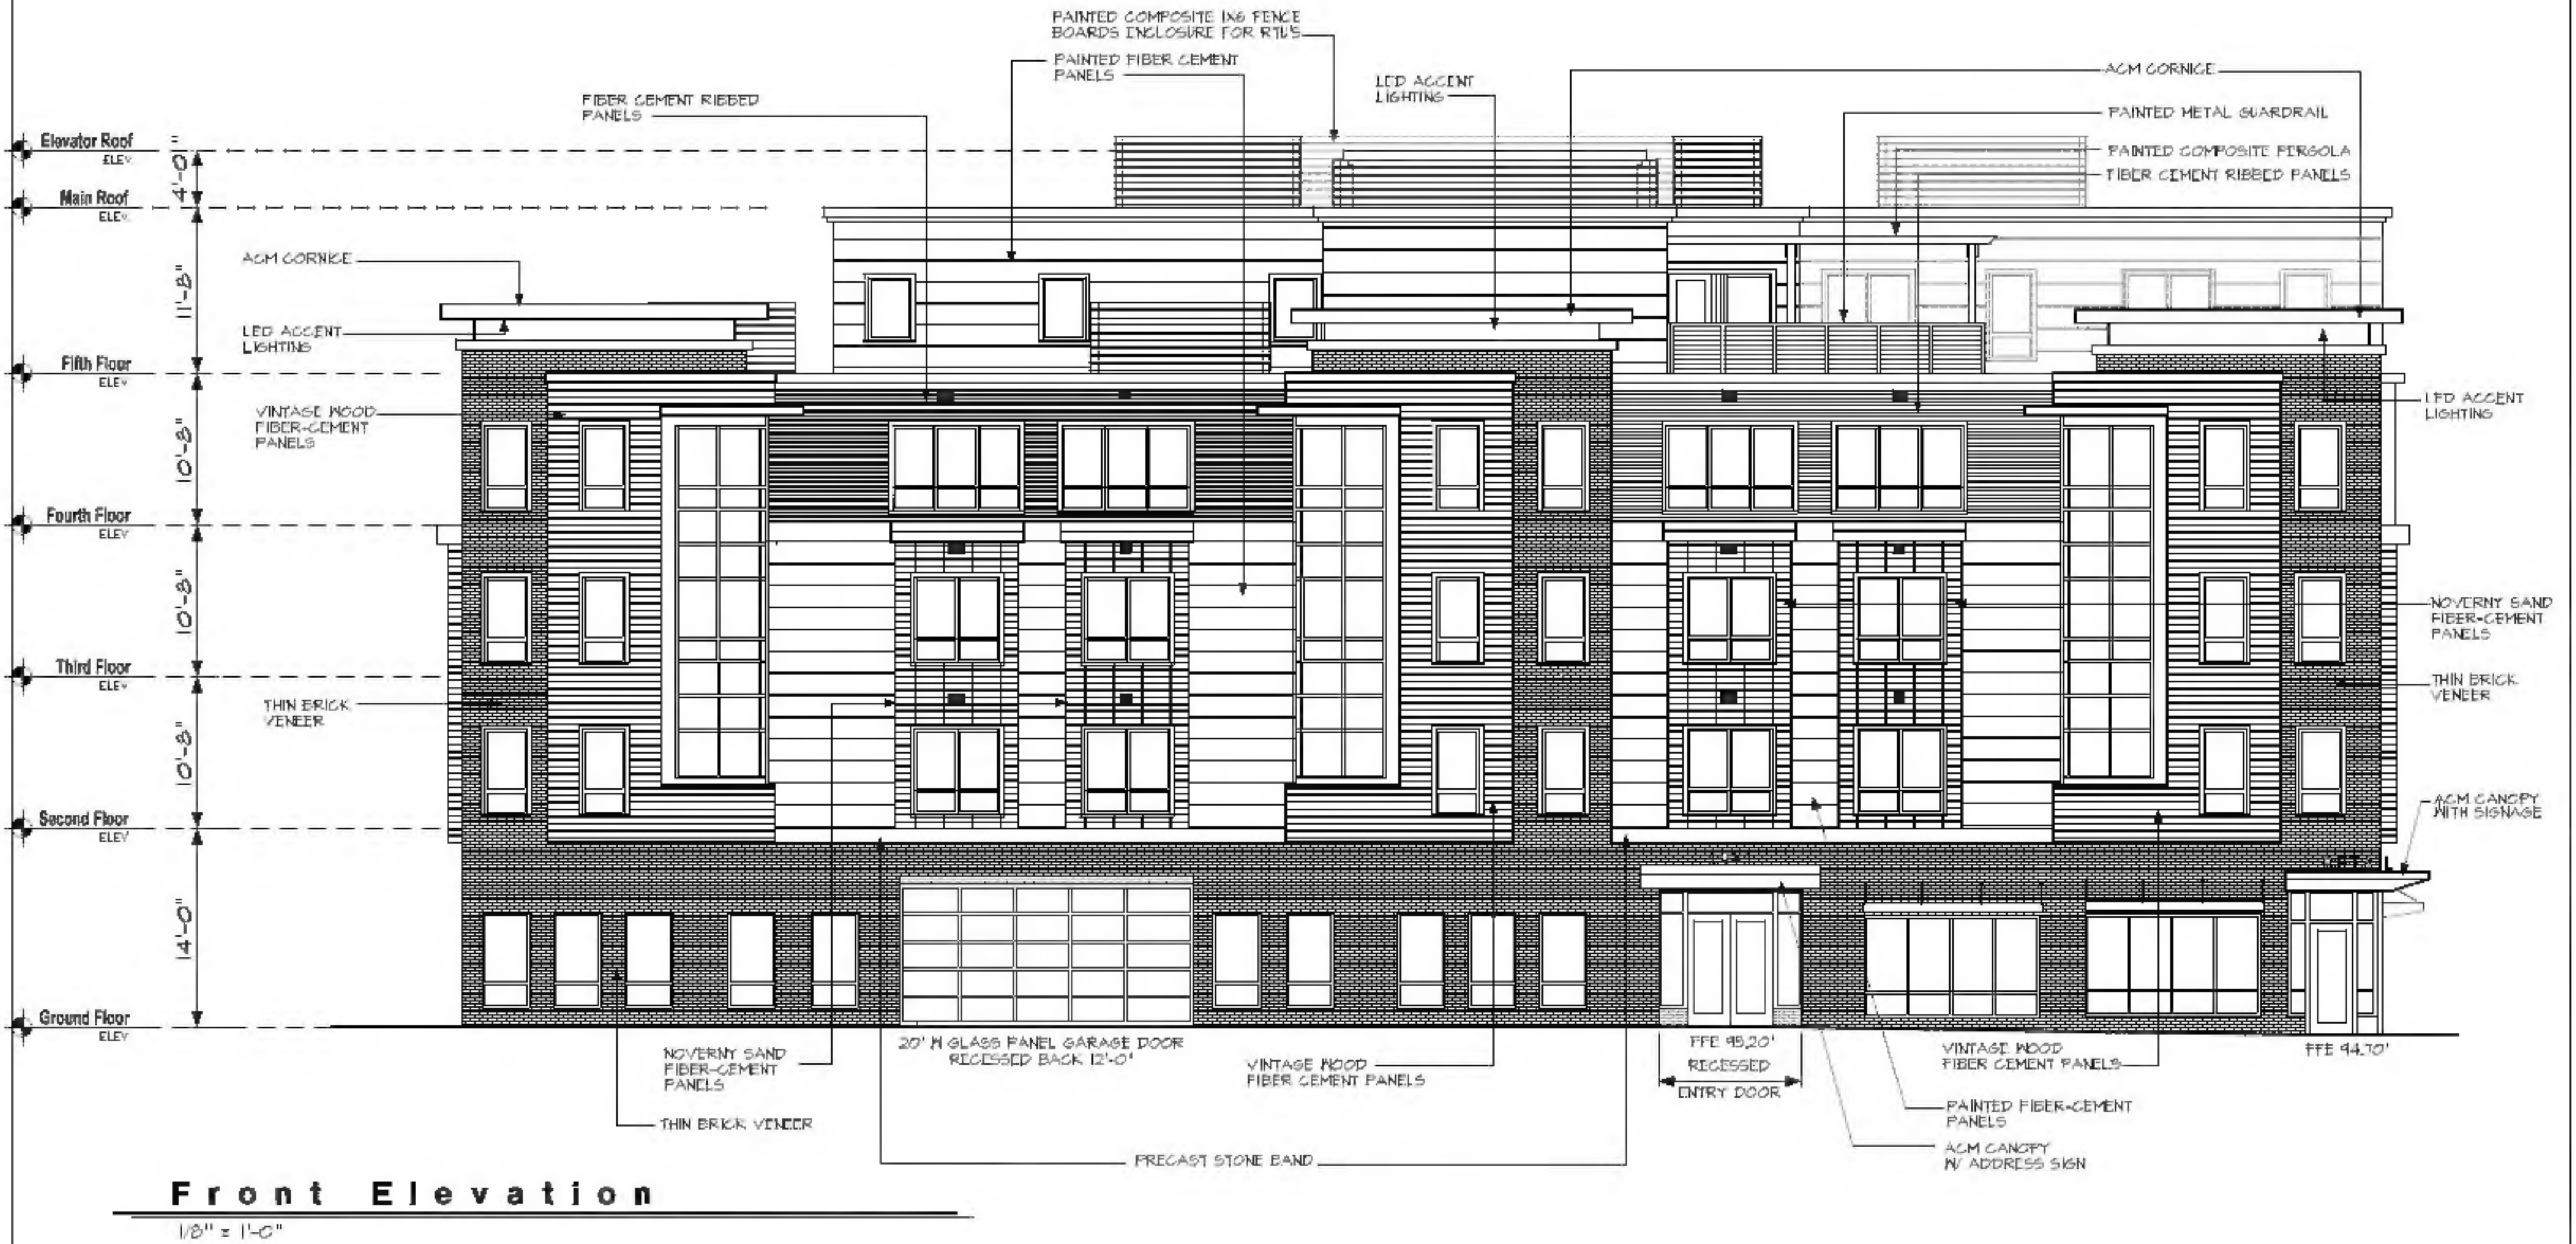 PAINTED COMPOSITE 1X6 FENCE
BOARDS ENCLOSURE FOR RTU'S
PAINTED FIBER CEMENT
PANELS
LED ACCENT
LIGHTING
ACM CORNICE
FIBER CEMENT RIBBED
PANELS
PAINTED METAL GUARDRAIL
Elevator Roof
ELEV
4'-0"
PAINTED COMPOSITE PERGOLA
FIBER CEMENT RIBBED PANELS
Main Roof
ELEV
ACM CORNICE
11'-8"
LED ACCENT
LIGHTING
Fifth Floor
ELEV
VINTAGE WOOD
FIBER-CEMENT
PANELS
LED ACCENT
LIGHTING
10'-8"
Fourth Floor
ELEV
10'-8"
NOVERNY SAND
FIBER-CEMENT
PANELS
Third Floor
ELEV
THIN BRICK
VENEER
THIN BRICK
VENEER
10'-8"
Second Floor
ELEV
ACM CANOPY
WITH SIGNAGE
14'-0"
Ground Floor
ELEV
20' W GLASS PANEL GARAGE DOOR
RECESSED BACK 12'-0"
NOVERNY SAND
FIBER-CEMENT
PANELS
VINTAGE WOOD
FIBER CEMENT PANELS
FFE 95.20'
RECESSED
ENTRY DOOR
VINTAGE WOOD
FIBER CEMENT PANELS
FFE 94.70'
THIN BRICK VENEER
PAINTED FIBER-CEMENT
PANELS
PRECAST STONE BAND
ACM CANOPY
W/ ADDRESS SIGN
Front Elevation
1/8" = 1'-0"